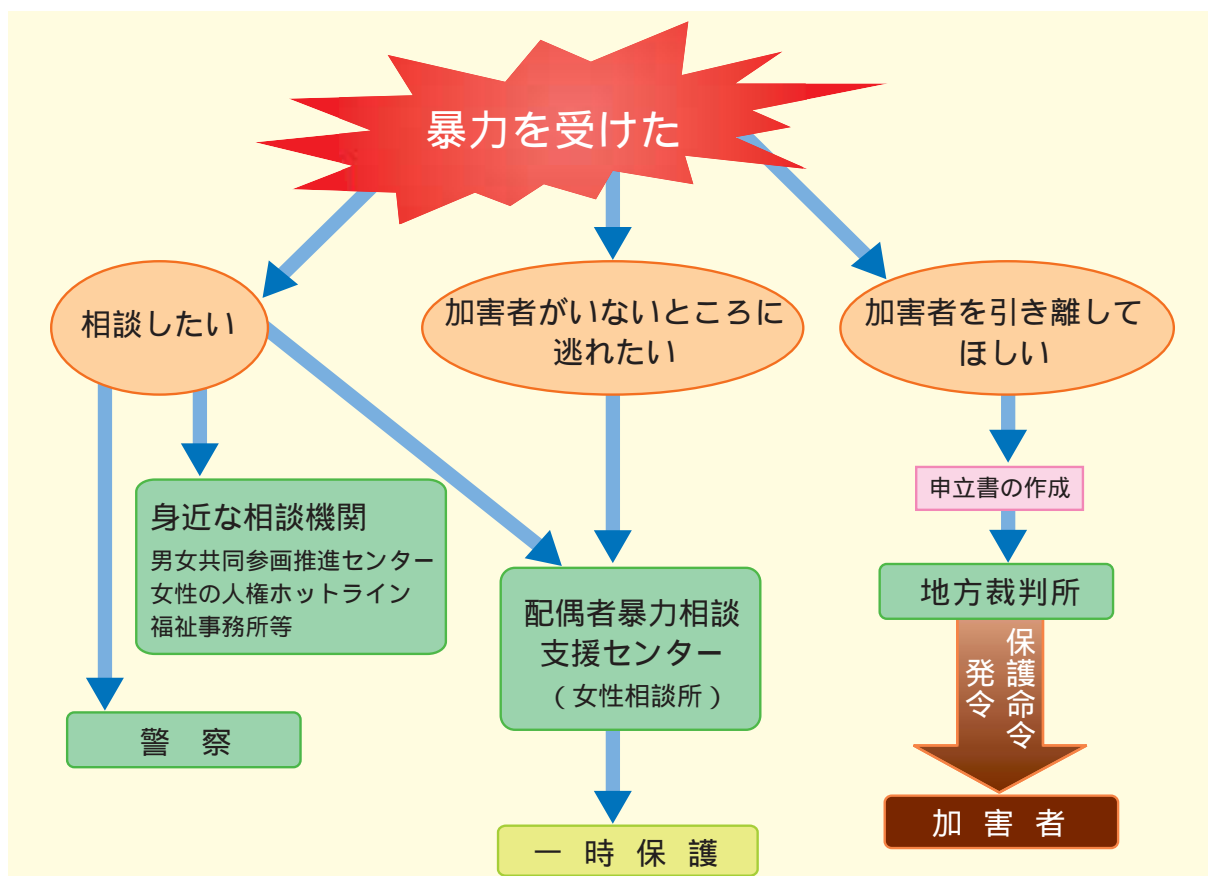 暴力を受けた
相談したい
加害者がいないところに
逃れたい
加害者を引き離して
ほしい
申立書の作成
身近な相談機関
男女共同参画推進センター
女性の人権ホットライン
福祉事務所等
配偶者暴力相談
支援センター
（女性相談所）
地方裁判所
保護命令
発令
警　察
加 害 者
一 時 保 護